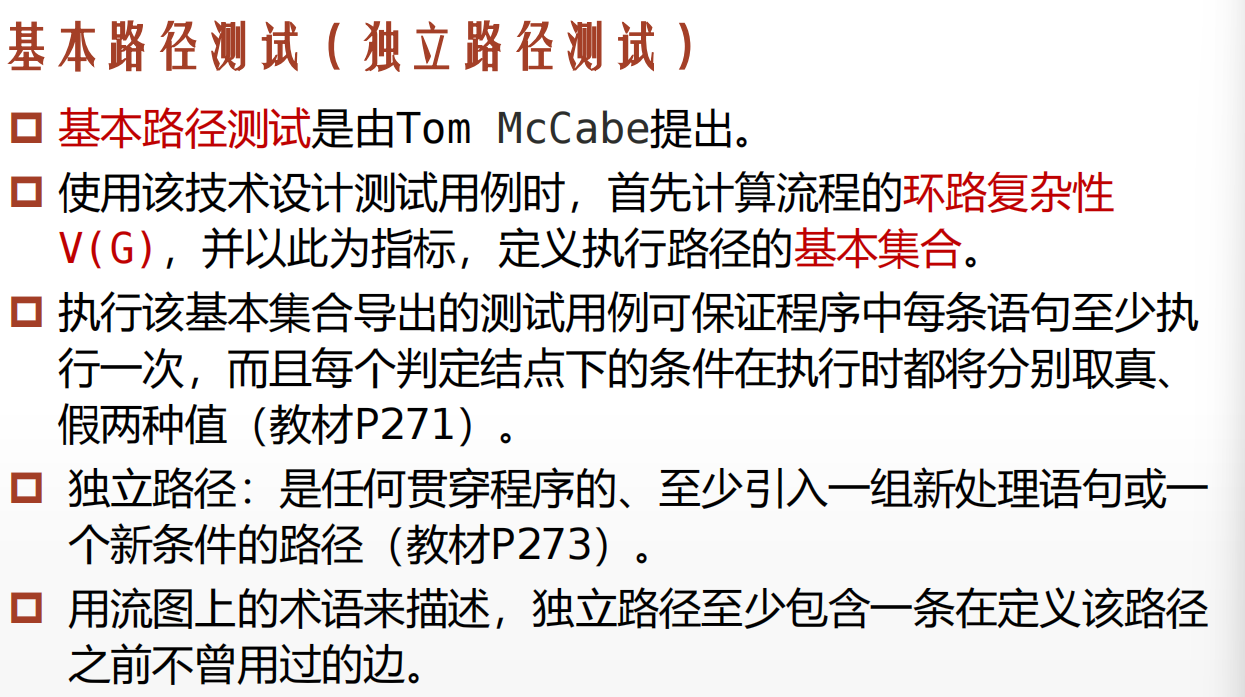 基本路径测试（独立路径测试）
基本路径测试是由Tom McCabe提出。
使用该技术设计测试用例时，首先计算流程的环路复杂性
V(G)，并以此为指标，定义执行路径的基本集合。
执行该基本集合导出的测试用例可保证程序中每条语句至少执
行一次，而且每个判定结点下的条件在执行时都将分别取真、
假两种值（教材P271）。
独立路径：是任何贯穿程序的、至少引入一组新处理语句或一
个新条件的路径（教材P273）。
用流图上的术语来描述，独立路径至少包含一条在定义该路径
之前不曾用过的边。